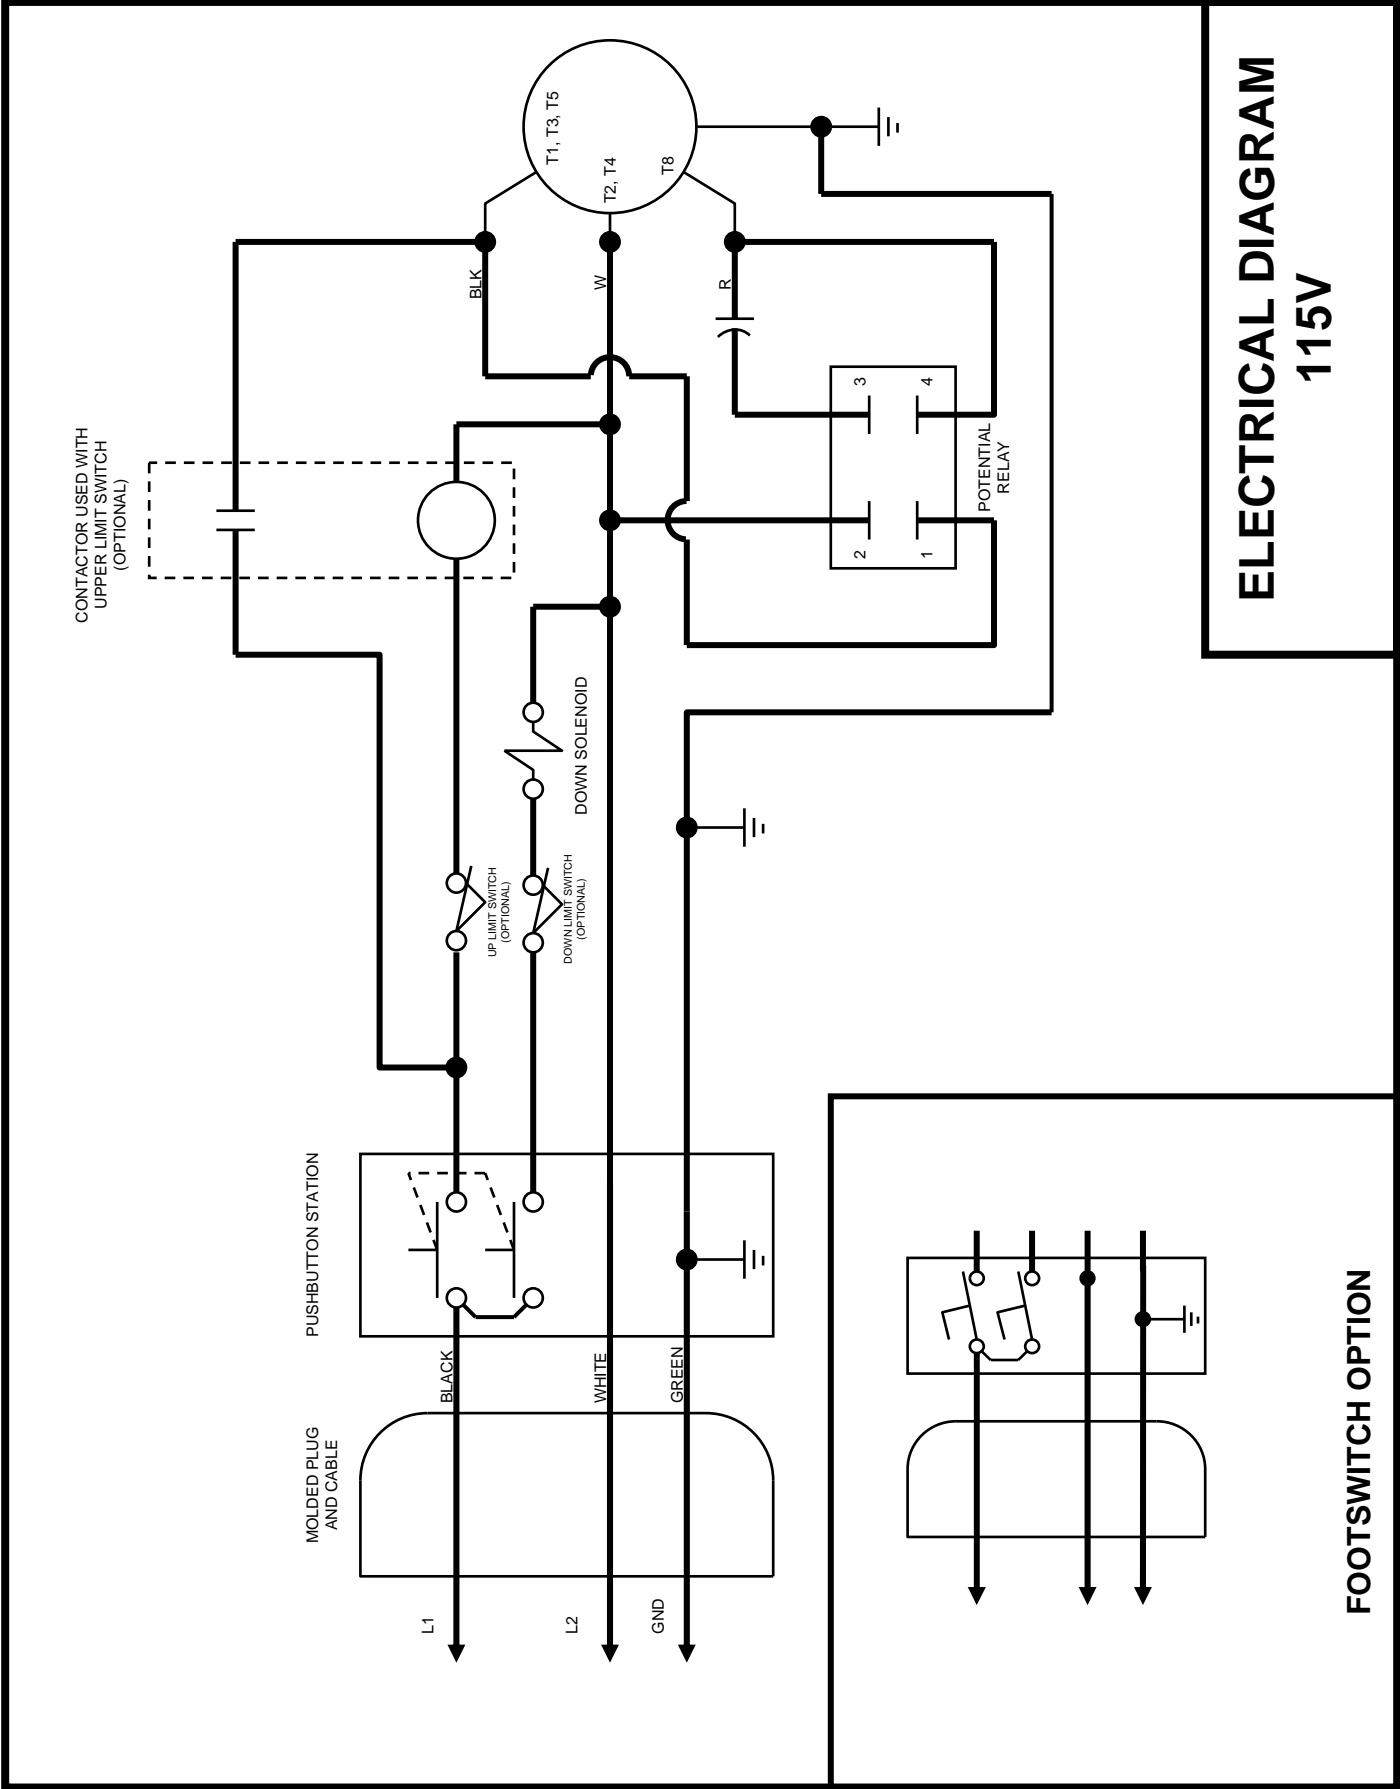 CONTACTOR USED WITH
UPPER LIMIT SWITCH
(OPTIONAL)
T1, T3, T5
T2, T4
T8
BLK
W
R
3
4
2
1
POTENTIAL
RELAY
DOWN SOLENOID
UP LIMIT SWITCH
(OPTIONAL)
DOWN LIMIT SWITCH
(OPTIONAL)
PUSHBUTTON STATION
BLACK
WHITE
GREEN
MOLDED PLUG
AND CABLE
L1
L2
GND
ELECTRICAL DIAGRAM
115V
FOOTSWITCH OPTION